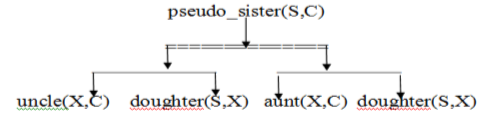 pseudo_sister(S,C)
uncle(X,C) doughter(S,X) aunt(X,C) doughter(S,X)